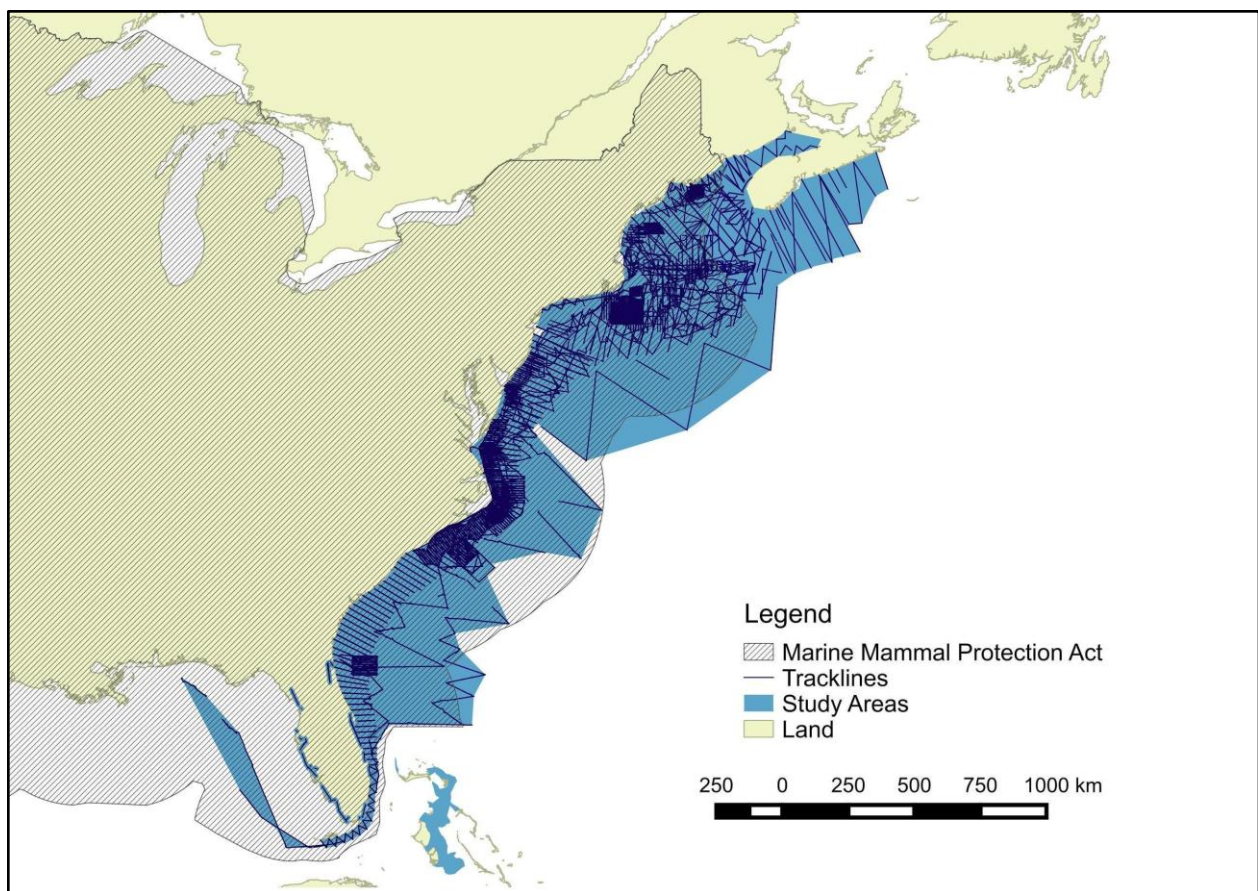 Legend
Marine Mammal Protection Act
Tracklines
Study Areas
Land
250 0 250 500 750 1000 km